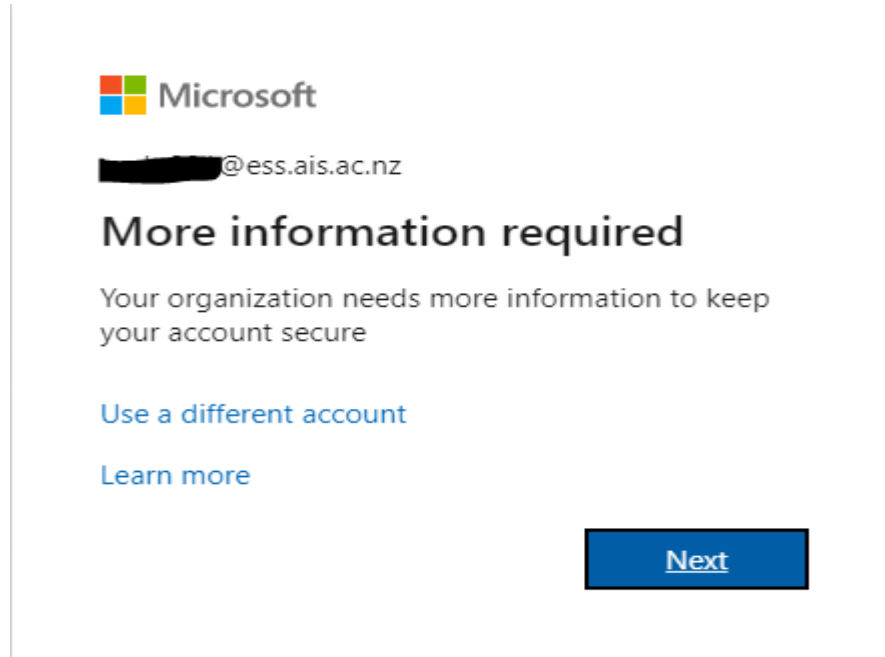 Microsoft
@ess.ais.ac.nz
More information required
Your organization needs more information to keep
your account secure
Use a different account
Learn more
Next